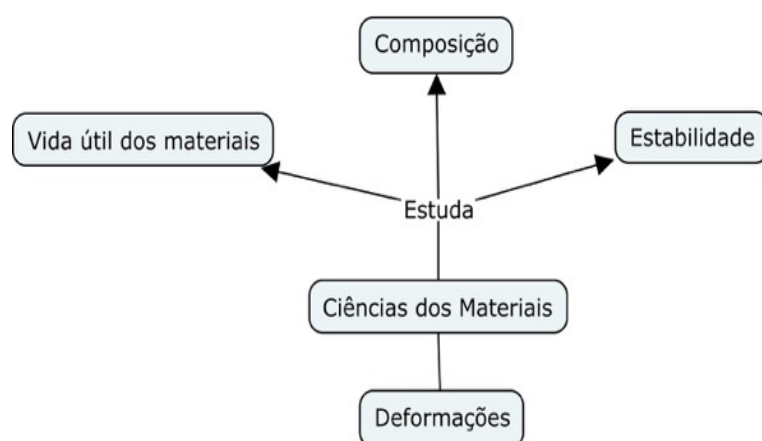 Composição
Vida útil dos materiais
Estabilidade
Estuda
Ciências dos Materiais
Deformações